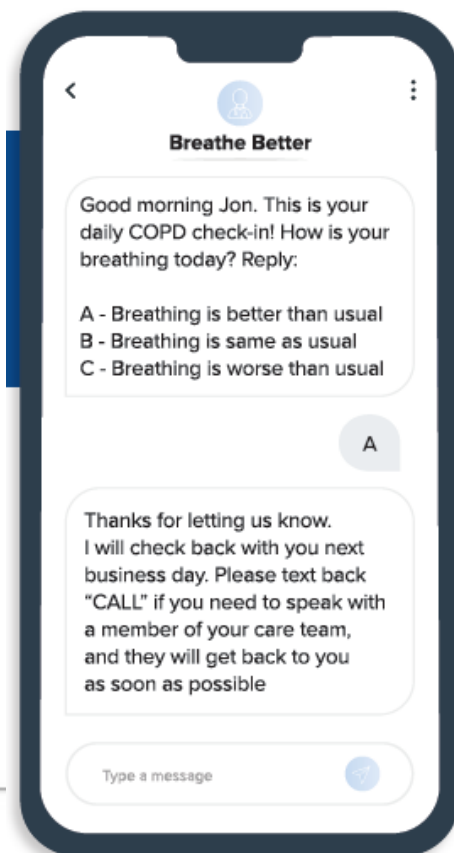 Breathe Better
Good morning Jon. This is your
daily COPD check-in! How is your
breathing today? Reply:
A - Breathing is better than usual
B - Breathing is same as usual
C - Breathing is worse than usual
A
Thanks for letting us know.
I will check back with you next
business day. Please text back
“CALL” if you need to speak with
a member of your care team,
and they will get back to you
as soon as possible
Type a message